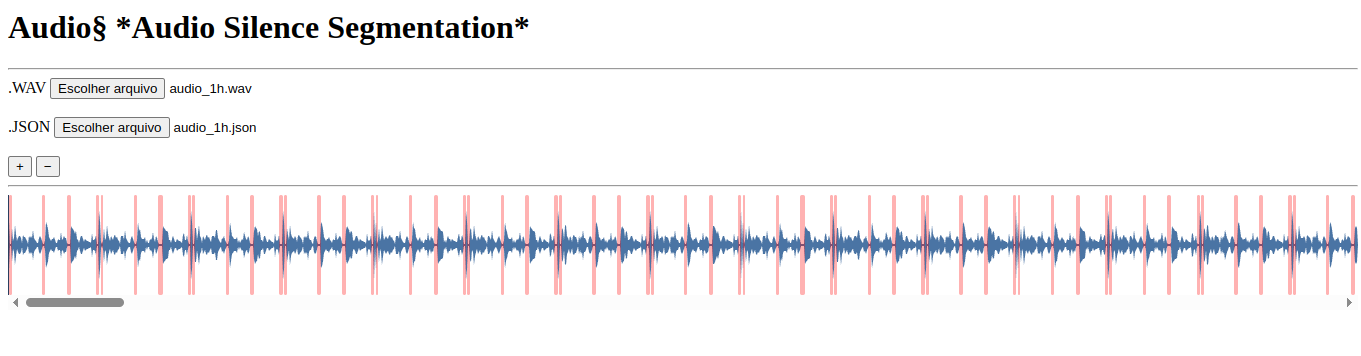 Audio§ *Audio Silence Segmentation*
.WAV Escolher arquivo audio_1h.wav
.JSON Escolher arquivo audio_1h.json
+ −